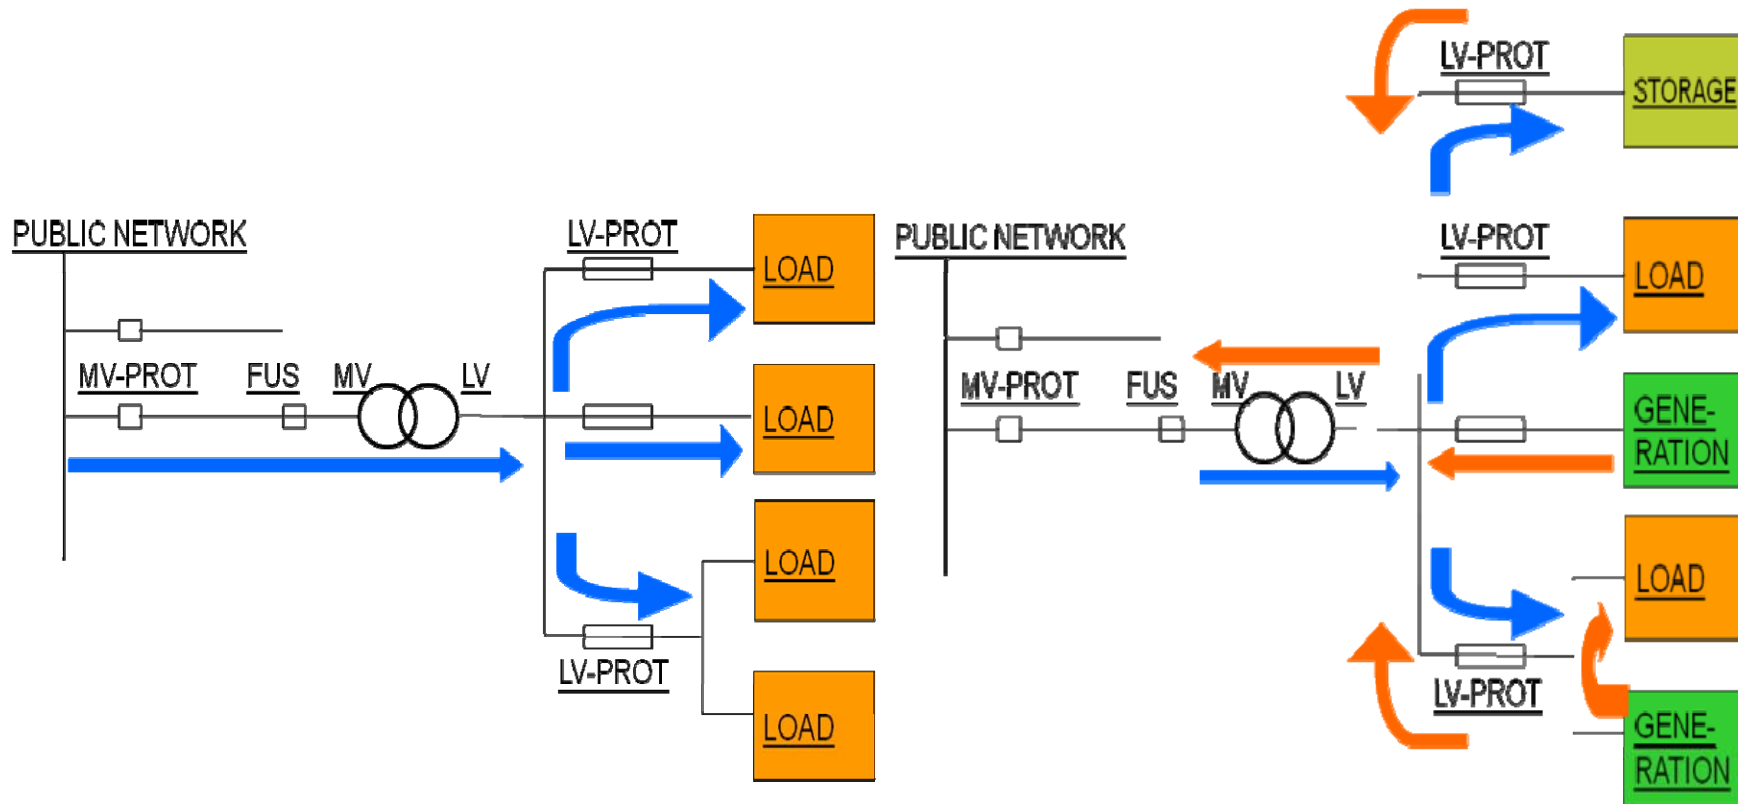 PUBLIC NETWORK
LV-PROT
LOAD
MV-PROT
FUS
MV
LV
LOAD
LOAD
LV-PROT
LOAD
LV-PROT
STORAGE
PUBLIC NETWORK
LV-PROT
LOAD
MV-PROT
FUS
MV
LV
GENE-
RATION
LOAD
LV-PROT
GENE-
RATION